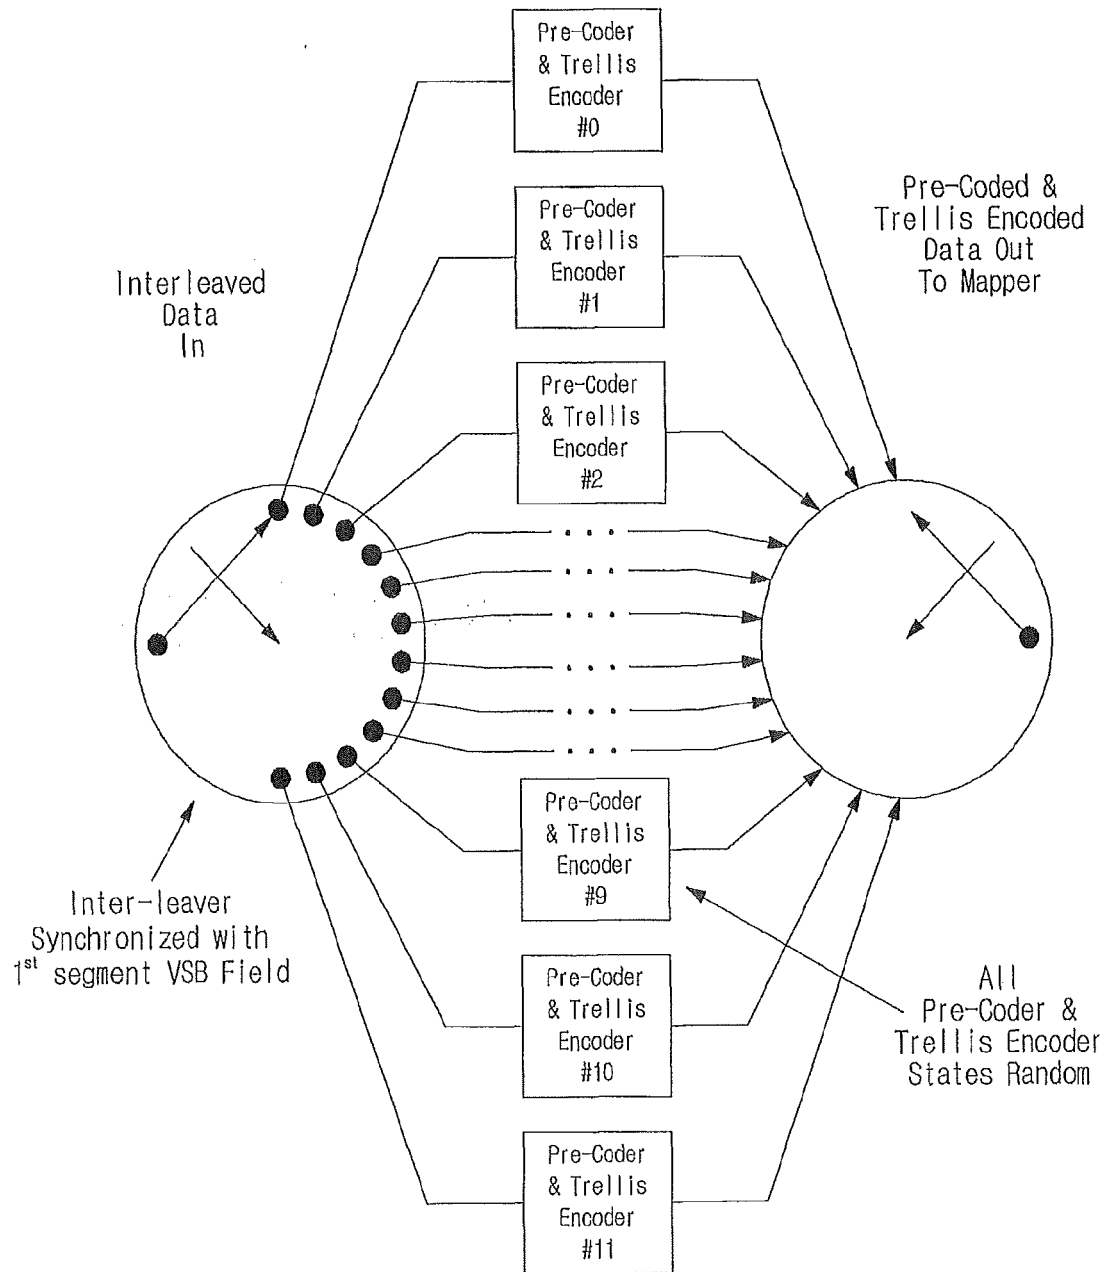 Pre-Coder
& Trellis
Encoder
#0
Pre-Coded &
Trellis Encoded
Data Out
To Mapper
Pre-Coder
& Trellis
Encoder
#1
Interleaved
Data
In
Pre-Coder
& Trellis
Encoder
#2
. . .
. . .
. . .
. . .
. . .
. . .
Pre-Coder
& Trellis
Encoder
#9
Inter-leaver
Synchronized with
1st segment VSB Field
Pre-Coder
& Trellis
Encoder
#10
All
Pre-Coder &
Trellis Encoder
States Random
Pre-Coder
& Trellis
Encoder
#11